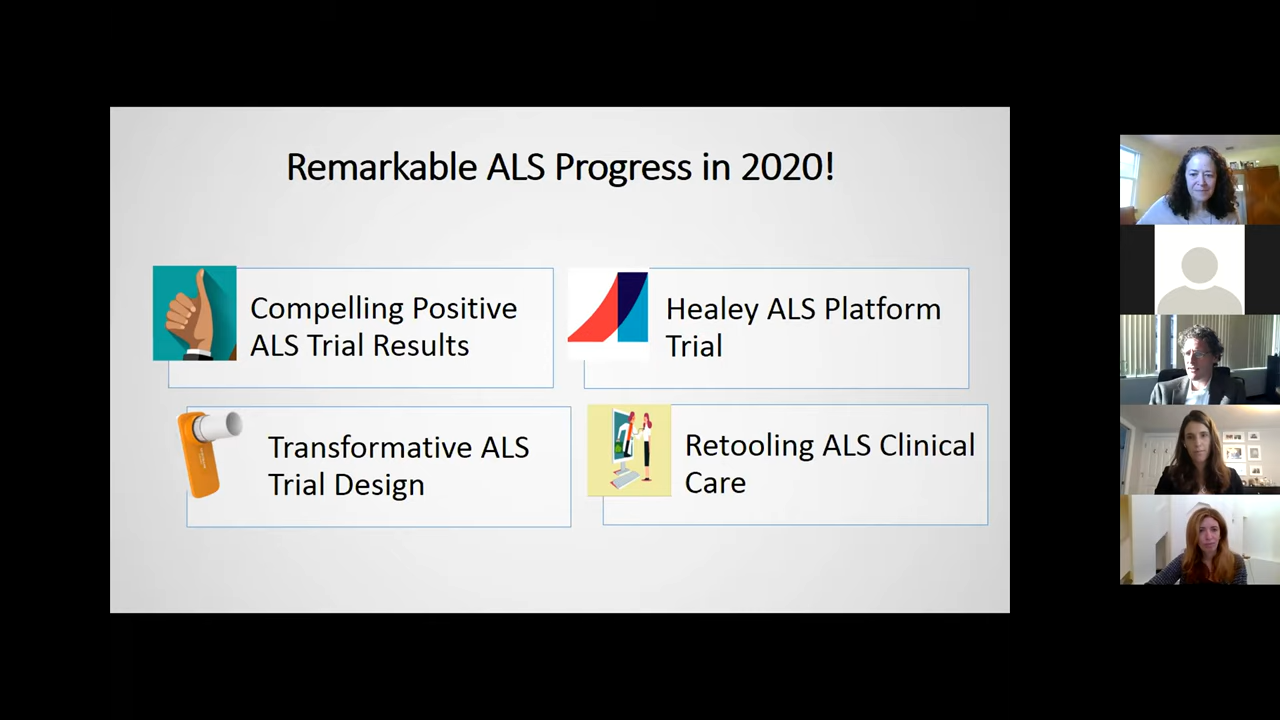 Remarkable ALS Progress in 2020!
Compelling Positive
ALS Trial Results
Healey ALS Platform
Trial
Transformative ALS
Trial Design
Retooling ALS Clinical
Care